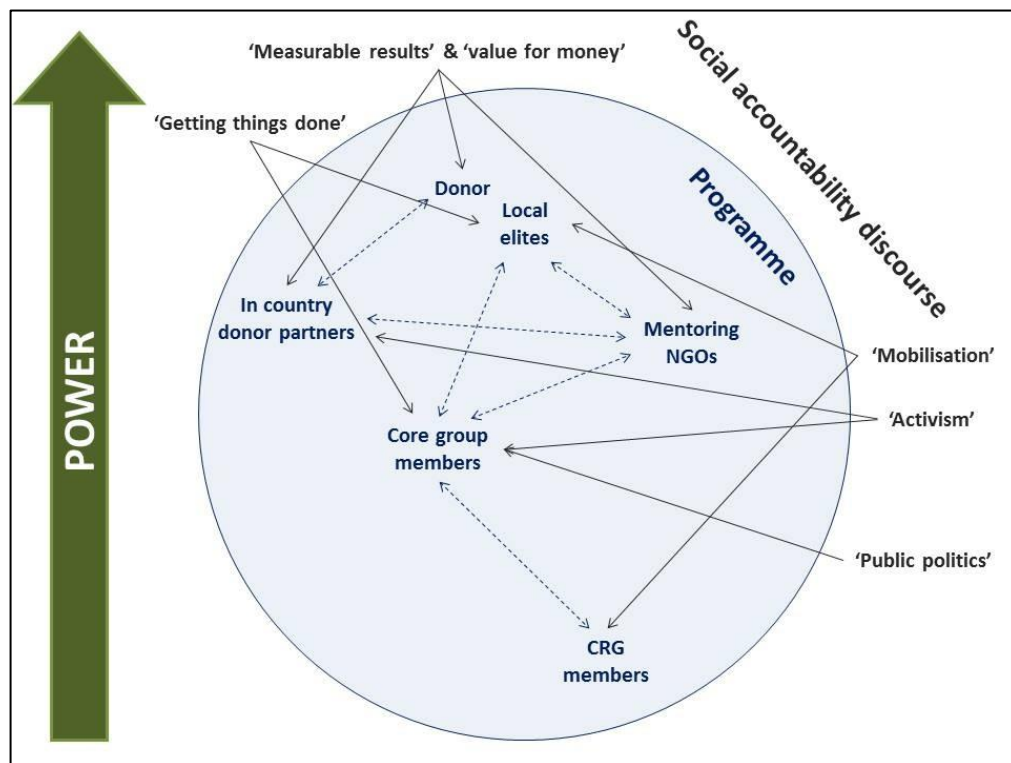 ‘Measurable results’ & ‘value for money’
Social accountability discourse
‘Getting things done’
Programme
Donor
Local
elites
In country
donor partners
Mentoring
NGOs
‘Mobilisation’
‘Activism’
POWER
Core group
members
‘Public politics’
CRG
members